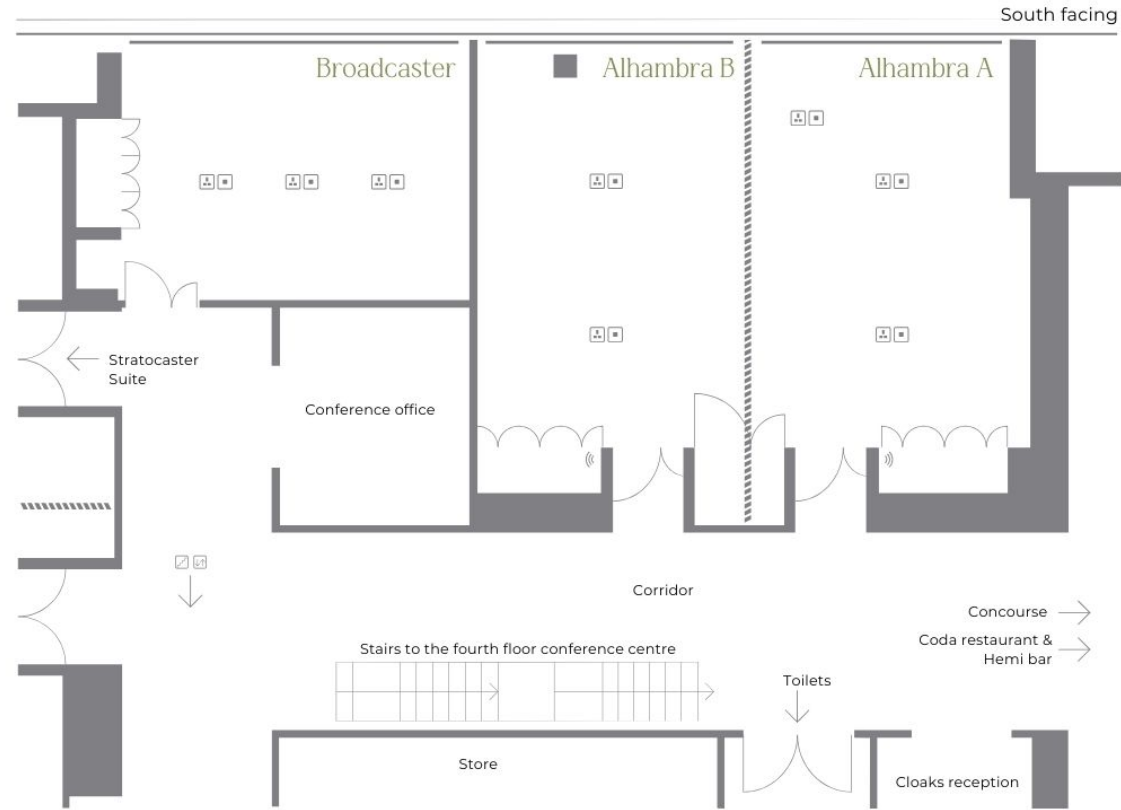 South facing
Broadcaster
Alhambra B
Alhambra A
Stratocaster
Suite
Conference office
Corridor
Concourse
Coda restaurant &
Hemi bar
Stairs to the fourth floor conference centre
Toilets
Store
Cloaks reception